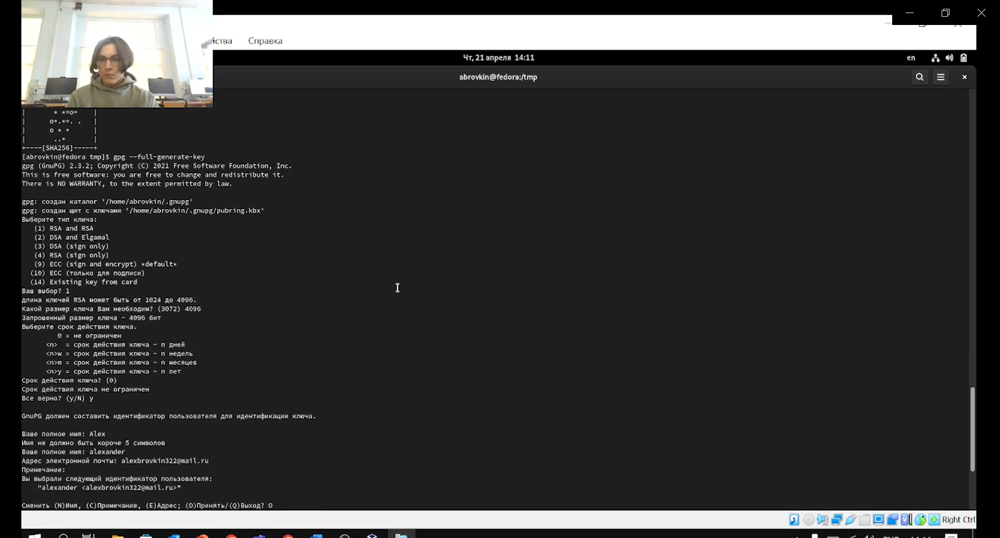 йства Справка
Чт, 21 апреля 14:11
en
abrovkin@fedora:/tmp
| * *=o+ |
| o+.*=. . |
| o * + |
| ..+ |
+----[SHA256]-----+
[abrovkin@fedora tmp]$ gpg --full-generate-key
gpg (GnuPG) 2.3.2; Copyright (C) 2021 Free Software Foundation, Inc.
This is free software: you are free to change and redistribute it.
There is NO WARRANTY, to the extent permitted by law.
gpg: создан каталог '/home/abrovkin/.gnupg'
gpg: создан щит с ключами '/home/abrovkin/.gnupg/pubring.kbx'
Выберите тип ключа:
(1) RSA and RSA
(2) DSA and Elgamal
(3) DSA (sign only)
(4) RSA (sign only)
(9) ECC (sign and encrypt) *default*
(10) ECC (только для подписи)
(14) Existing key from card
Ваш выбор? 1
длина ключей RSA может быть от 1024 до 4096.
Какой размер ключа Вам необходим? (3072) 4096
Запрошенный размер ключа - 4096 бит
Выберите срок действия ключа.
0 = не ограничен
<n> = срок действия ключа - n дней
<n>w = срок действия ключа - n недель
<n>m = срок действия ключа - n месяцев
<n>y = срок действия ключа - n лет
Срок действия ключа? (0)
Срок действия ключа не ограничен
Все верно? (y/N) y
GnuPG должен составить идентификатор пользователя для идентификации ключа.
Ваше полное имя: Alex
Имя не должно быть короче 5 символов
Ваше полное имя: alexander
Адрес электронной почты: alexbrovkin322@mail.ru
Примечание:
Вы выбрали следующий идентификатор пользователя:
"alexander <alexbrovkin322@mail.ru>"
Сменить (N)Имя, (C)Примечание, (E)Адрес; (O)Принять/(Q)Выход? O
Right Ctrl